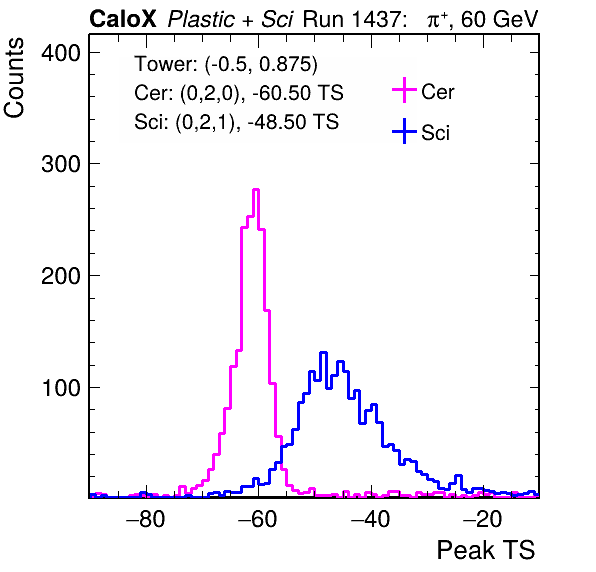 CaloX Plastic + Sci Run 1437: π⁺, 60 GeV
Counts
400
300
200
100
Tower: (-0.5, 0.875)
Cer: (0,2,0), -60.50 TS
Sci: (0,2,1), -48.50 TS
Cer
Sci
−80 −60 −40 −20
Peak TS